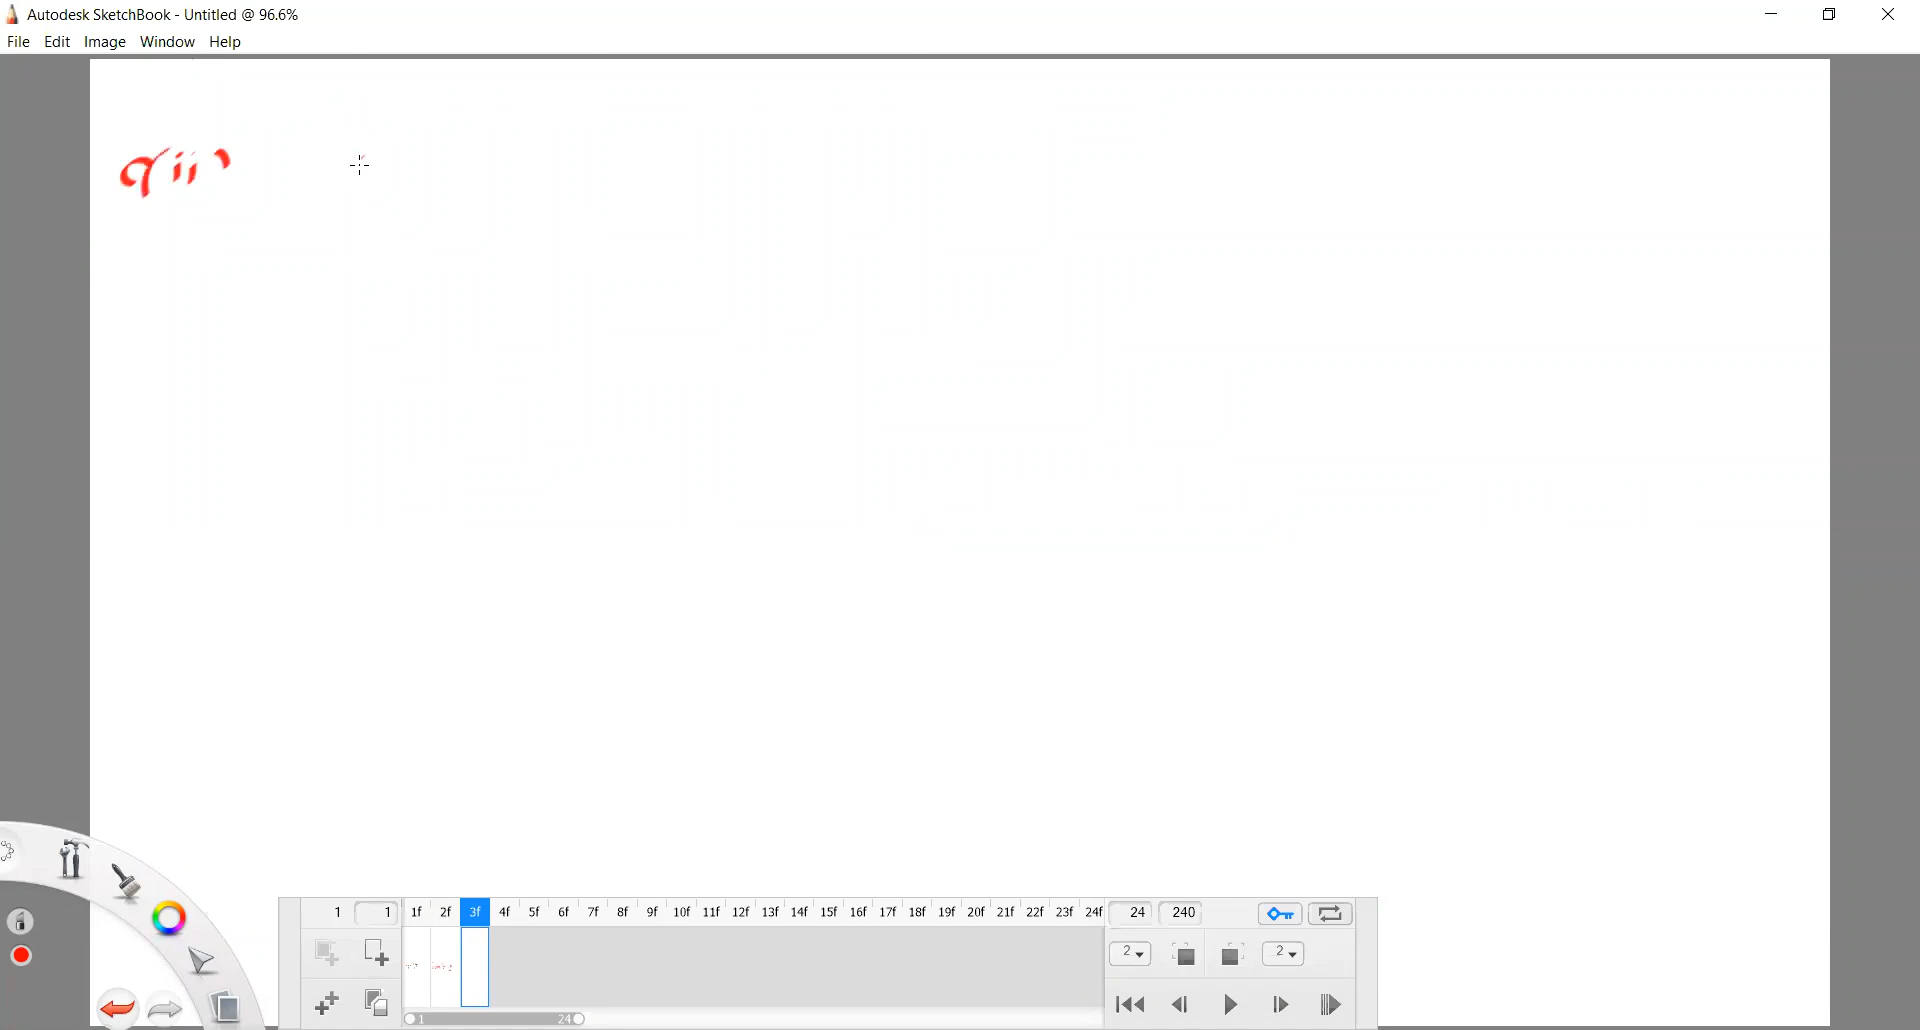 Autodesk SketchBook - Untitled @ 96.6%
File Edit Image Window Help
1 1 1f 2f 3f 4f 5f 6f 7f 8f 9f 10f 11f 12f 13f 14f 15f 16f 17f 18f 19f 20f 21f 22f 23f 24f 24 240
2 2
1 24